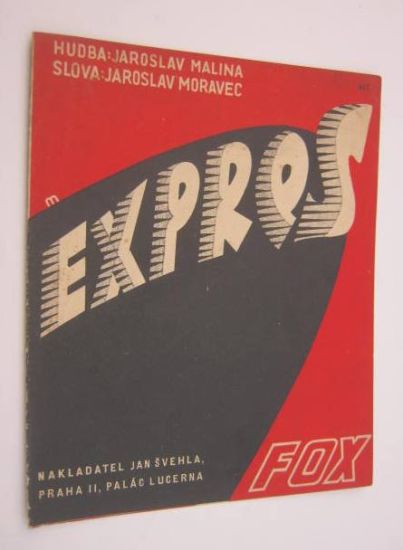 HUDBA: JAROSLAV MALINA
SLOVA: JAROSLAV MORAVEC
EXPRES
NAKLADATEL JAN ŠVEHLA,
PRAHA II, PALÁC LUCERNA
FOX